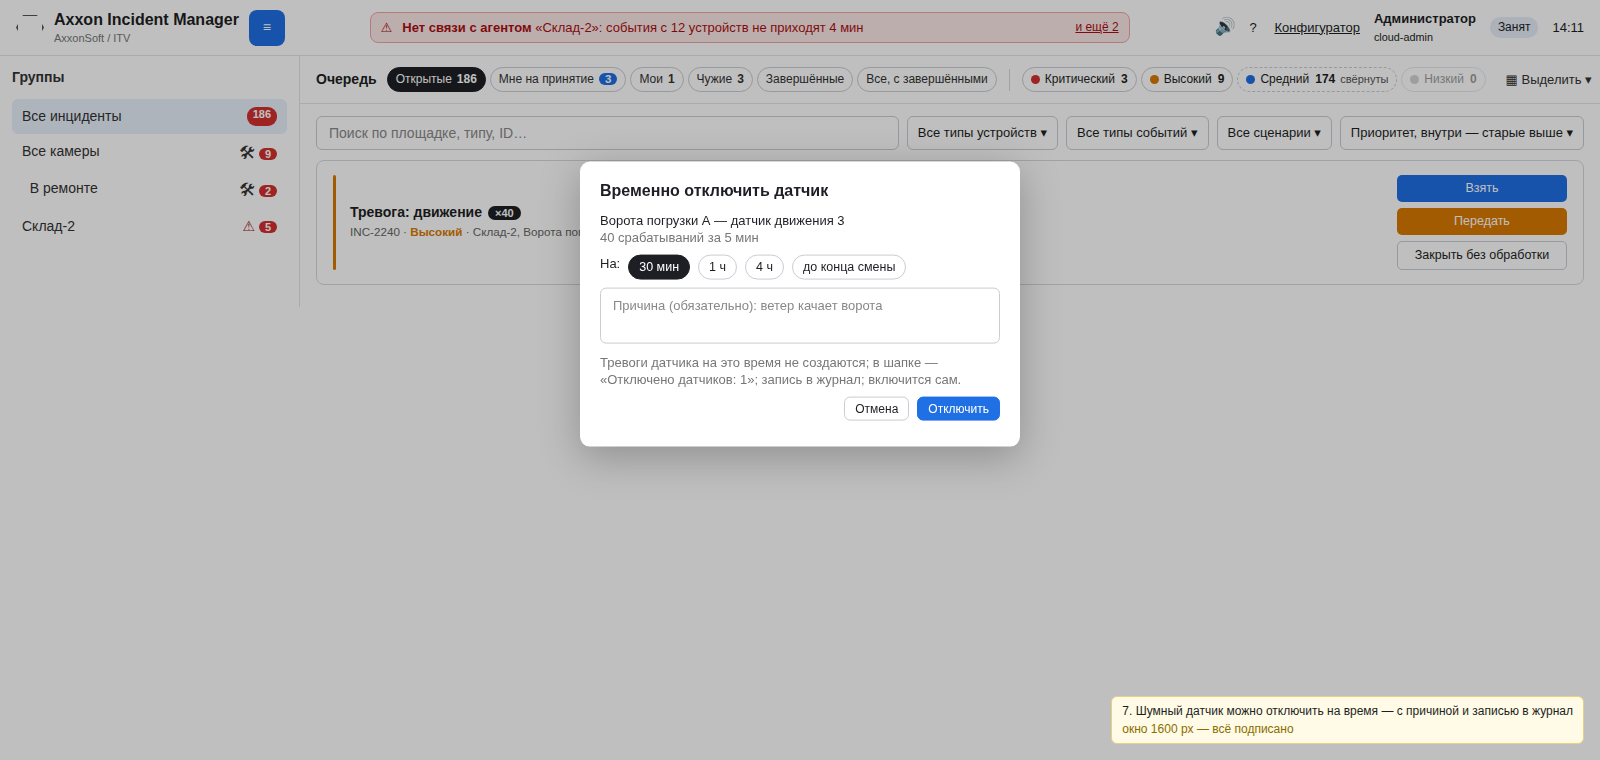 Axxon Incident Manager
AxxonSoft / ITV
≡
⚠ Нет связи с агентом «Склад-2»: события с 12 устройств не приходят 4 мин и ещё 2
? Конфигуратор
Администратор
cloud-admin
Занят
14:11
Группы
Все инциденты 186
Все камеры 9
В ремонте 2
Склад-2 ⚠ 5
Очередь Открытые 186 Мне на принятие 3 Мои 1 Чужие 3 Завершённые Все, с завершёнными Критический 3 Высокий 9 Средний 174 свёрнуты Низкий 0 ▦ Выделить ▾
Поиск по площадке, типу, ID… Все типы устройств ▾ Все типы событий ▾ Все сценарии ▾ Приоритет, внутри — старые выше ▾
Тревога: движение ×40
INC-2240 · Высокий · Склад-2, Ворота
Взять
Передать
Закрыть без обработки
Временно отключить датчик
Ворота погрузки A — датчик движения 3
40 срабатываний за 5 мин
На: 30 мин 1 ч 4 ч до конца смены
Причина (обязательно): ветер качает ворота
Тревоги датчика на это время не создаются; в шапке —
«Отключено датчиков: 1»; запись в журнал; включится сам.
Отмена Отключить
7. Шумный датчик можно отключить на время — с причиной и записью в журнал
окно 1600 px — всё подписано